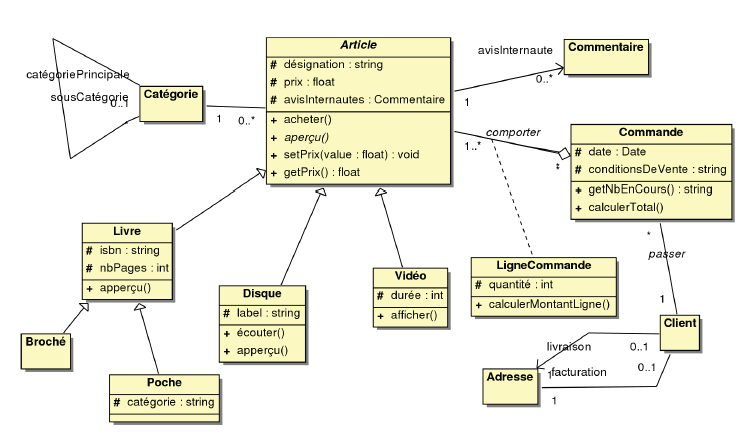 Article
# désignation : string
# prix : float
# avisInternautes : Commentaire
+ acheter()
+ aperçu()
+ setPrix(value : float) : void
+ getPrix() : float
avisInternaute
0..*
1
Commentaire
catégoriePrincipale
sousCatégorie
0..1
Catégorie
1
0..*
comporter
1..*
*
Commande
# date : Date
# conditionsDeVente : string
+ getNbEnCours() : string
+ calculerTotal()
Livre
# isbn : string
# nbPages : int
+ apperçu()
Disque
# label : string
+ écouter()
+ apperçu()
Vidéo
# durée : int
+ afficher()
LigneCommande
# quantité : int
+ calculerMontantLigne()
*
passer
1
Broché
Poche
# catégorie : string
Client
livraison
0..1
1
facturation
0..1
1
Adresse